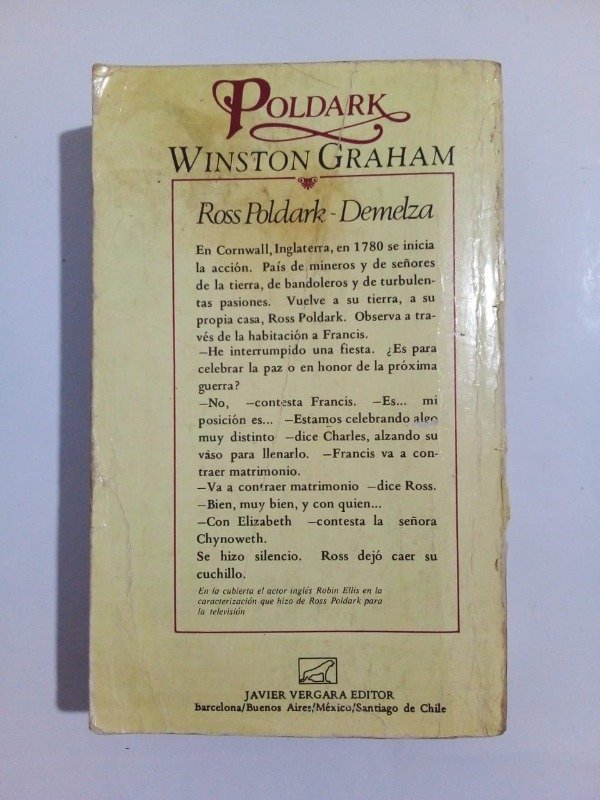 POLDARK
WINSTON GRAHAM
Ross Poldark ~ Demelza
En Cornwall, Inglaterra, en 1780 se inicia
la acción. País de mineros y de señores
de la tierra, de bandoleros y de turbulen-
tas pasiones. Vuelve a su tierra, a su
propia casa, Ross Poldark. Observa a tra-
vés de la habitación a Francis.
—He interrumpido una fiesta. ¿Es para
celebrar la paz o en honor de la próxima
guerra?
—No, —contesta Francis. —Es... mi
posición es... —Estamos celebrando algo
muy distinto —dice Charles, alzando su
vaso para llenarlo. —Francis va a con-
traer matrimonio.
—Va a contraer matrimonio —dice Ross.
—Bien, muy bien, y con quien...
—Con Elizabeth —contesta la señora
Chynoweth.
Se hizo silencio. Ross dejó caer su
cuchillo.
En la cubierta el actor inglés Robin Ellis en la
caracterización que hizo de Ross Poldark para
la televisión
JAVIER VERGARA EDITOR
Barcelona/Buenos Aires/México/Santiago de Chile